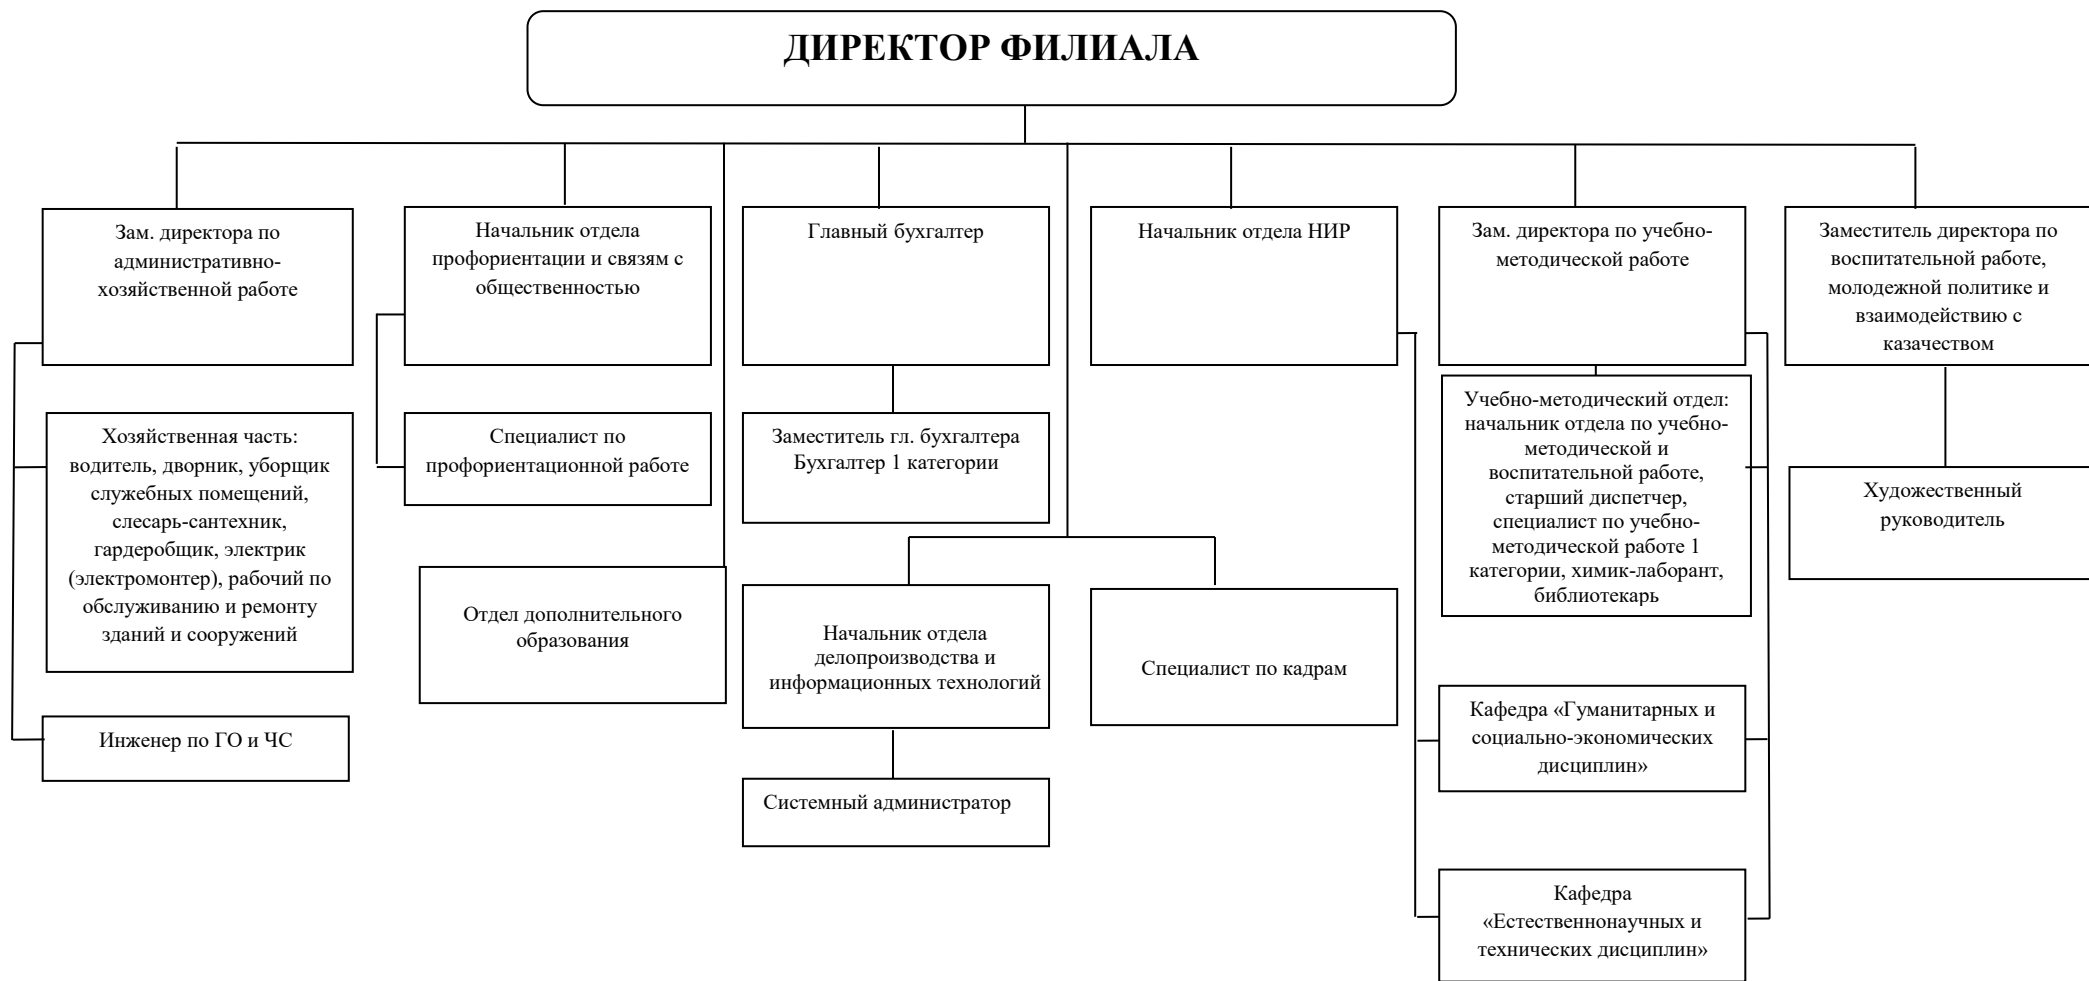 ДИРЕКТОР ФИЛИАЛА
Зам. директора по
административно-
хозяйственной работе
Начальник отдела
профориентации и связям с
общественностью
Главный бухгалтер
Начальник отдела НИР
Зам. директора по учебно-
методической работе
Заместитель директора по
воспитательной работе,
молодежной политике и
взаимодействию с
казачеством
Хозяйственная часть:
водитель, дворник, уборщик
служебных помещений,
слесарь-сантехник,
гардеробщик, электрик
(электромонтер), рабочий по
обслуживанию и ремонту
зданий и сооружений
Специалист по
профориентационной работе
Заместитель гл. бухгалтера
Бухгалтер 1 категории
Учебно-методический отдел:
начальник отдела по учебно-
методической и
воспитательной работе,
старший диспетчер,
специалист по учебно-
методической работе 1
категории, химик-лаборант,
библиотекарь
Художественный
руководитель
Отдел дополнительного
образования
Начальник отдела
делопроизводства и
информационных технологий
Специалист по кадрам
Инженер по ГО и ЧС
Системный администратор
Кафедра «Гуманитарных и
социально-экономических
дисциплин»
Кафедра
«Естественнонаучных и
технических дисциплин»